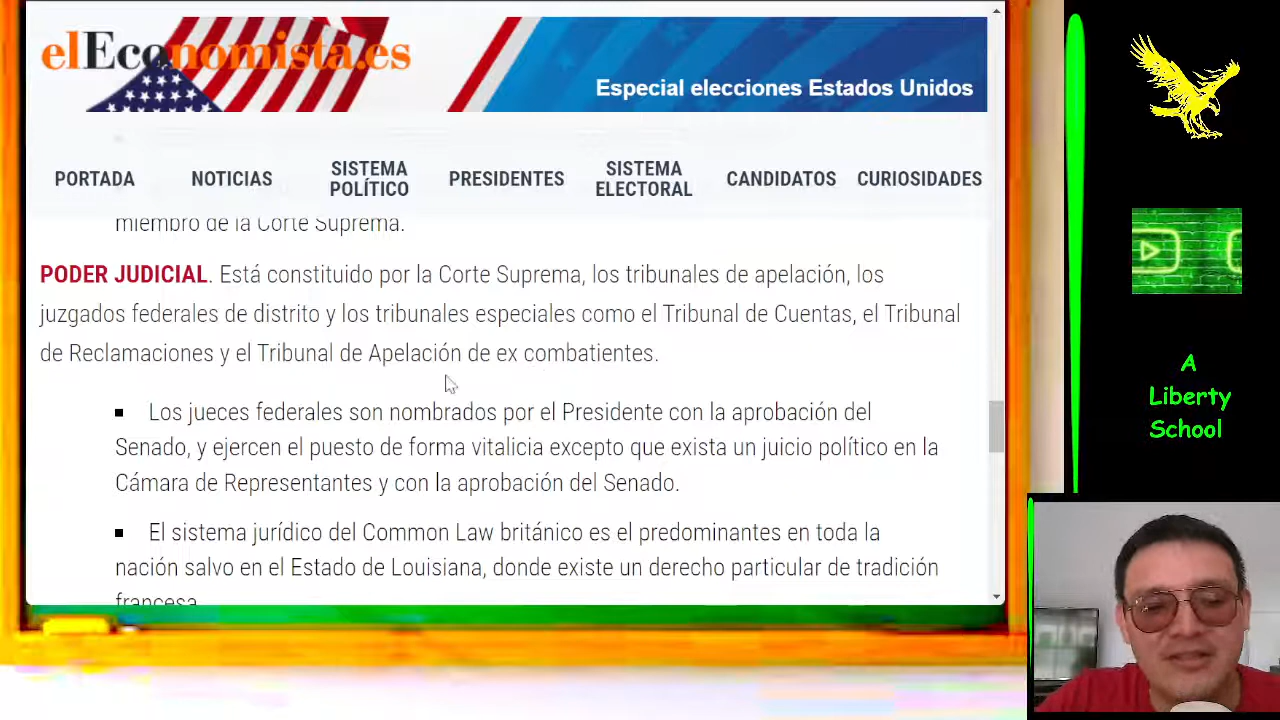 elEconomista.es
Especial elecciones Estados Unidos
PORTADA
NOTICIAS
SISTEMA
POLÍTICO
PRESIDENTES
SISTEMA
ELECTORAL
CANDIDATOS
CURIOSIDADES
miembro de la Corte Suprema.
PODER JUDICIAL. Está constituido por la Corte Suprema, los tribunales de apelación, los
juzgados federales de distrito y los tribunales especiales como el Tribunal de Cuentas, el Tribunal
de Reclamaciones y el Tribunal de Apelación de ex combatientes.
Los jueces federales son nombrados por el Presidente con la aprobación del
Senado, y ejercen el puesto de forma vitalicia excepto que exista un juicio político en la
Cámara de Representantes y con la aprobación del Senado.
El sistema jurídico del Common Law británico es el predominantes en toda la
nación salvo en el Estado de Louisiana, donde existe un derecho particular de tradición
francesa.
A
Liberty
School